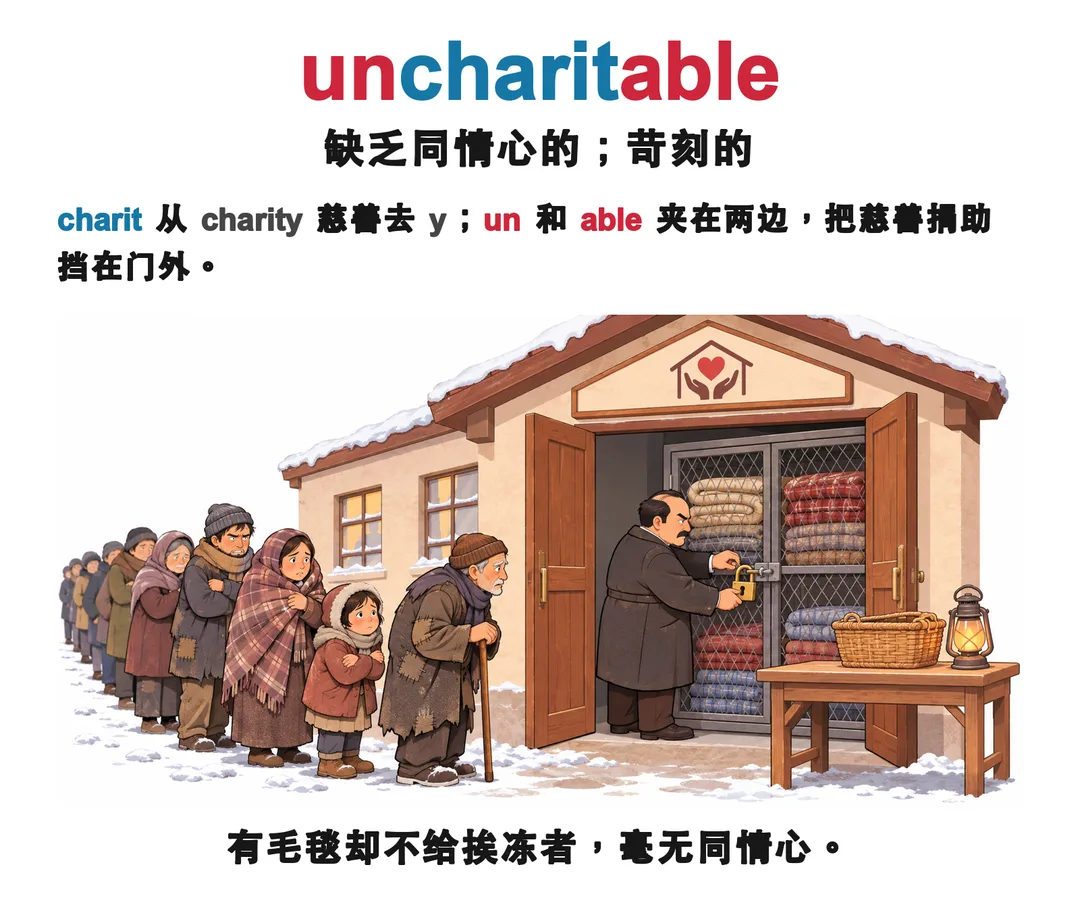 uncharitable
缺乏同情心的；苛刻的
charit 从 charity 慈善去 y；un 和 able 夹在两边，把慈善捐助
挡在门外。
有毛毯却不给挨冻者，毫无同情心。